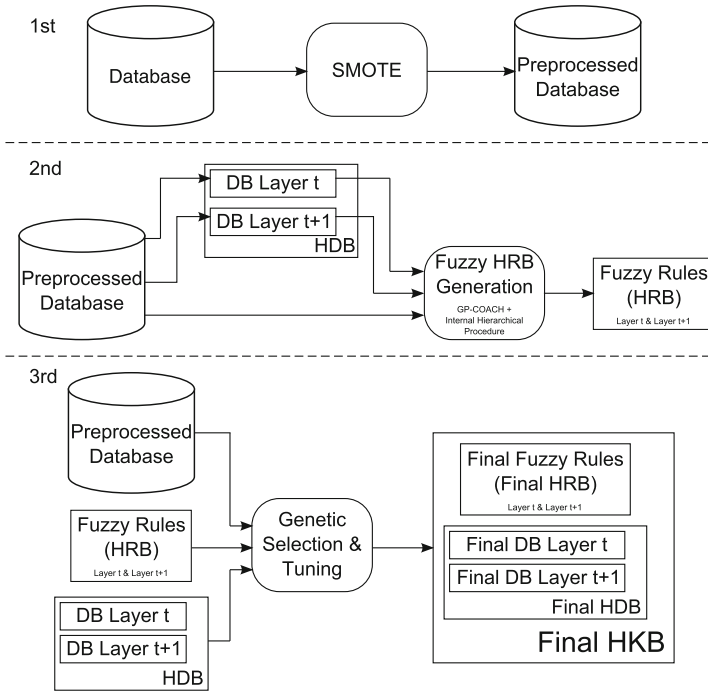 1st
Database
SMOTE
Preprocessed
Database
2nd
DB Layer t
DB Layer t+1
HDB
Preprocessed
Database
Fuzzy HRB
Generation
GP-COACH +
Internal Hierarchical
Procedure
Fuzzy Rules
(HRB)
Layer t & Layer t+1
3rd
Preprocessed
Database
Fuzzy Rules
(HRB)
Layer t & Layer t+1
DB Layer t
DB Layer t+1
HDB
Genetic
Selection &
Tuning
Final Fuzzy Rules
(Final HRB)
Layer t & Layer t+1
Final DB Layer t
Final DB Layer t+1
Final HDB
Final HKB